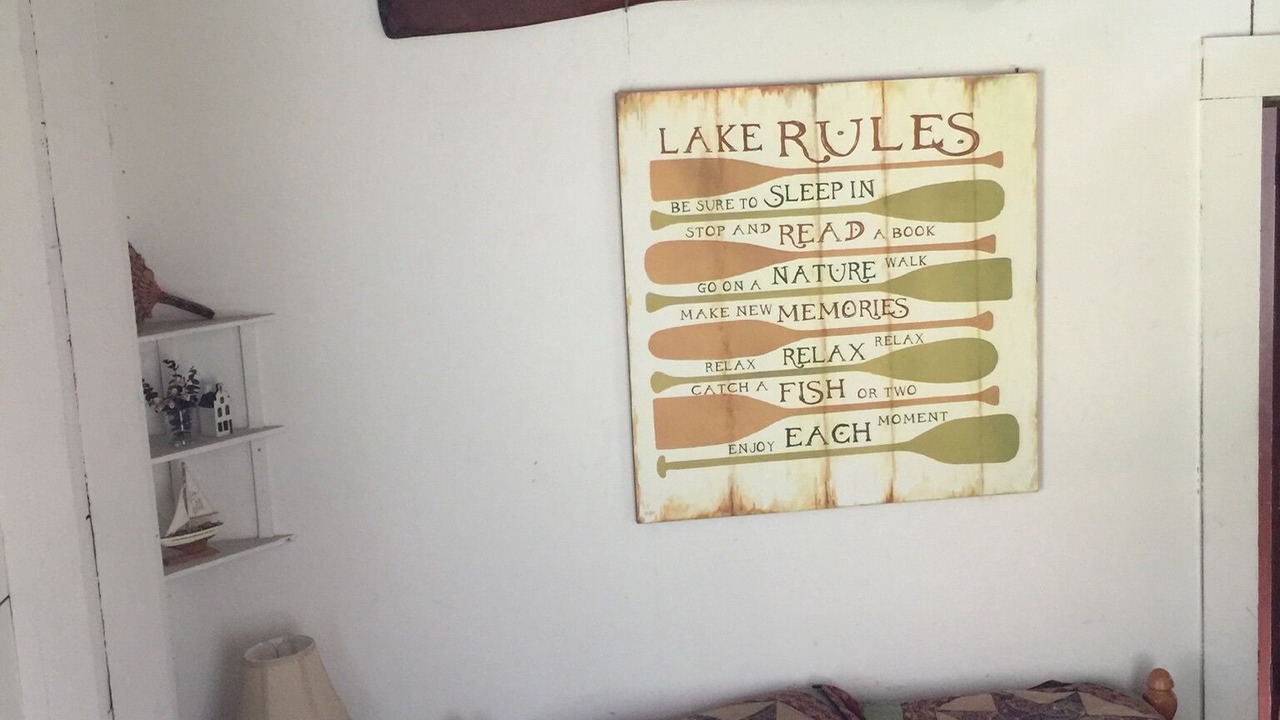 LAKE RULES
BE SURE TO SLEEP IN
STOP AND READ A BOOK
GO ON A NATURE WALK
MAKE NEW MEMORIES
RELAX RELAX RELAX
CATCH A FISH OR TWO
ENJOY EACH MOMENT